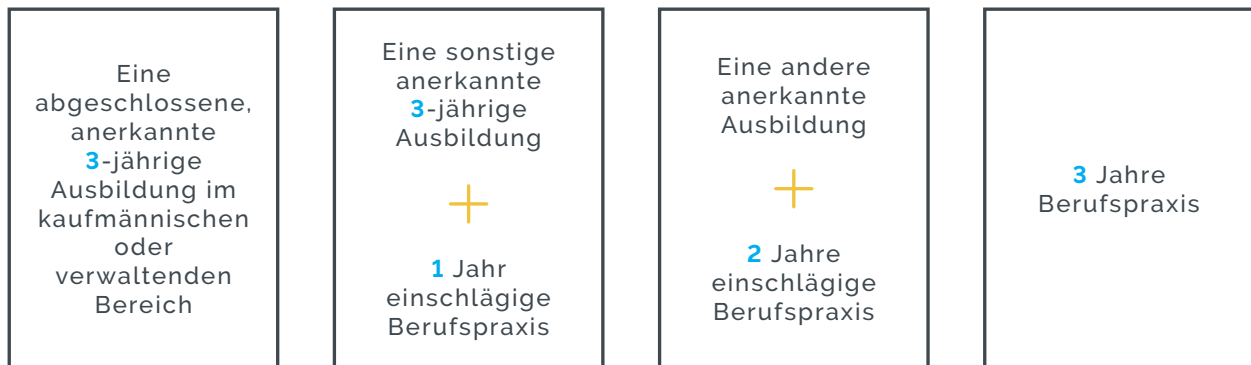 Eine
abgeschlossene,
anerkannte
3-jährige
Ausbildung im
kaufmännischen
oder
verwaltenden
Bereich
Eine sonstige
anerkannte
3-jährige
Ausbildung
+
1 Jahr
einschlägige
Berufspraxis
Eine andere
anerkannte
Ausbildung
+
2 Jahre
einschlägige
Berufspraxis
3 Jahre
Berufspraxis